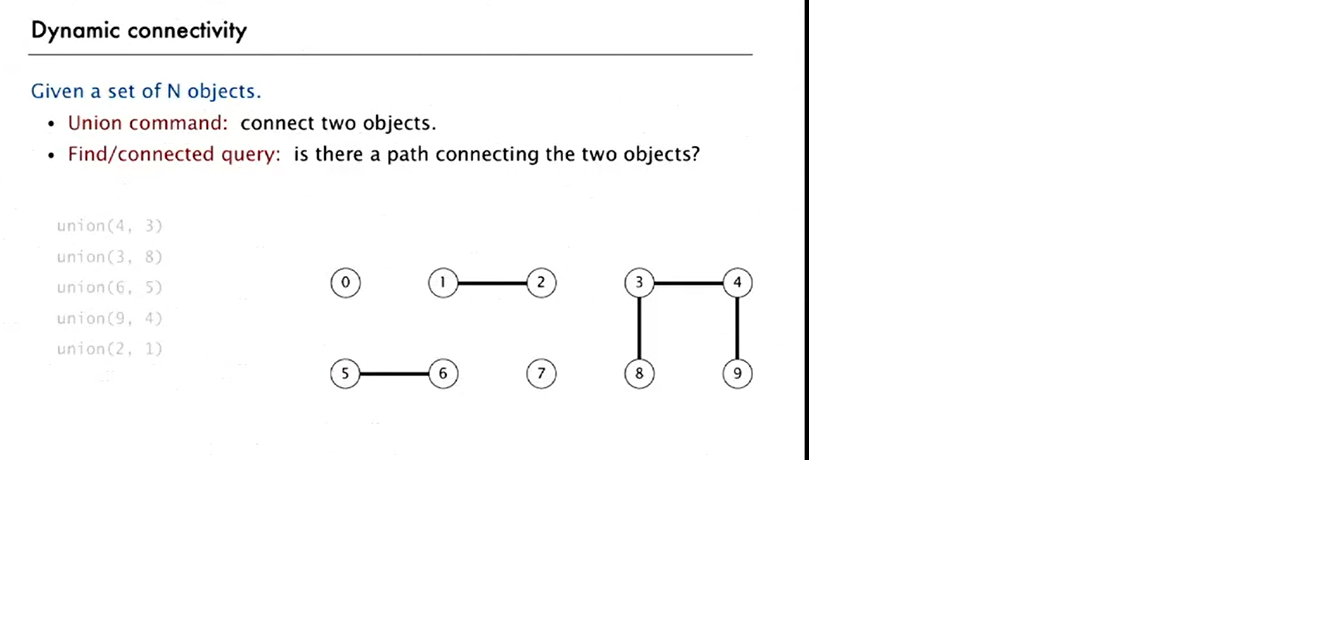 Dynamic connectivity
Given a set of N objects.
• Union command: connect two objects.
• Find/connected query: is there a path connecting the two objects?
union(4, 3)
union(3, 8)
union(6, 5)
union(9, 4)
union(2, 1)
0 1 2 3 4
5 6 7 8 9